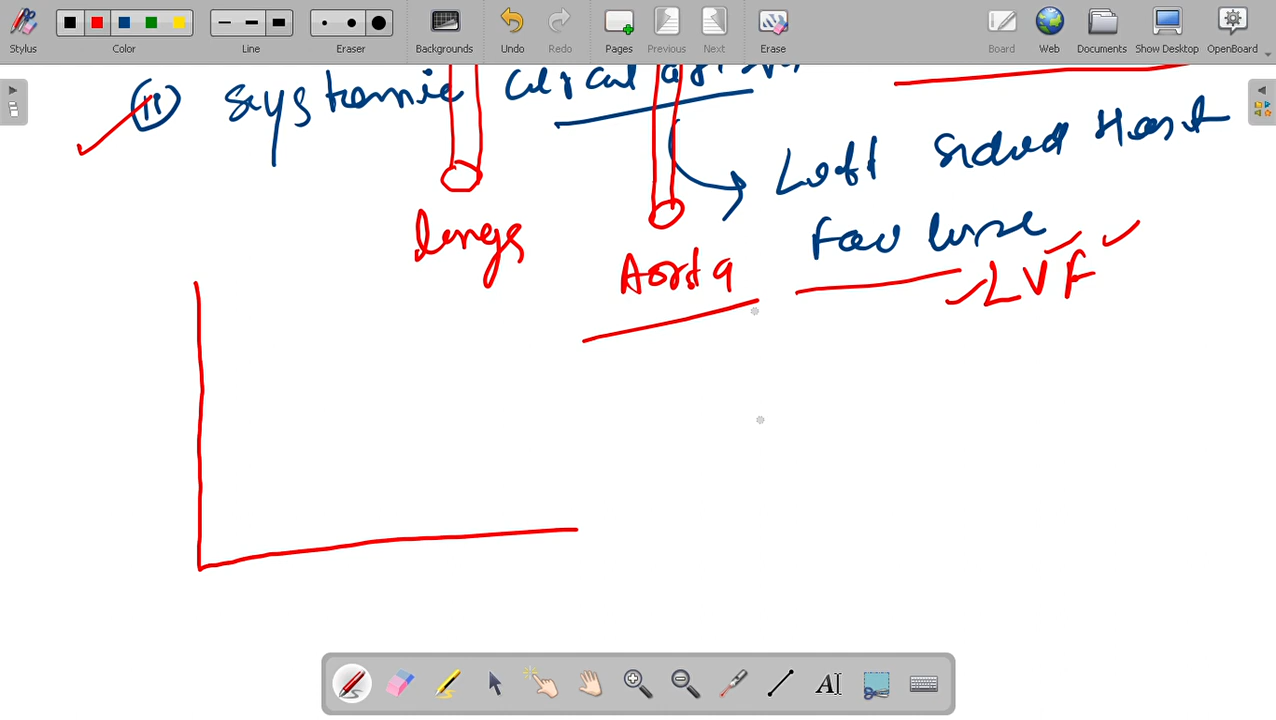 Stylus Color Line Eraser Backgrounds Undo Redo Pages Previous Next Erase Board Web Documents Show Desktop OpenBoard
(ii) systemic
Left sided Heart
Failure
lungs
Aorta
LVF
AI